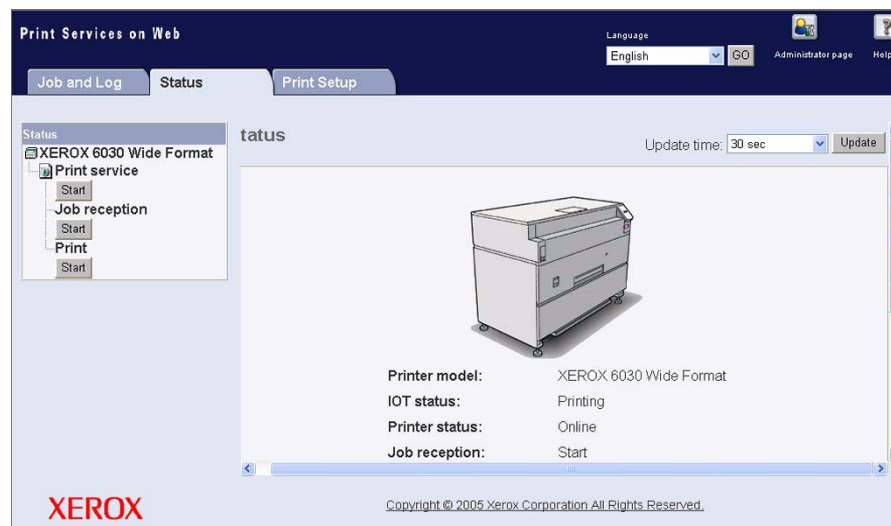 Print Services on Web
Language
English GO Administrator page Help
Job and Log Status Print Setup
Status
XEROX 6030 Wide Format
Print service
Start
Job reception
Start
Print
Start
tatus
Update time: 30 sec Update
Printer model: XEROX 6030 Wide Format
IOT status: Printing
Printer status: Online
Job reception: Start
XEROX
Copyright © 2005 Xerox Corporation All Rights Reserved.